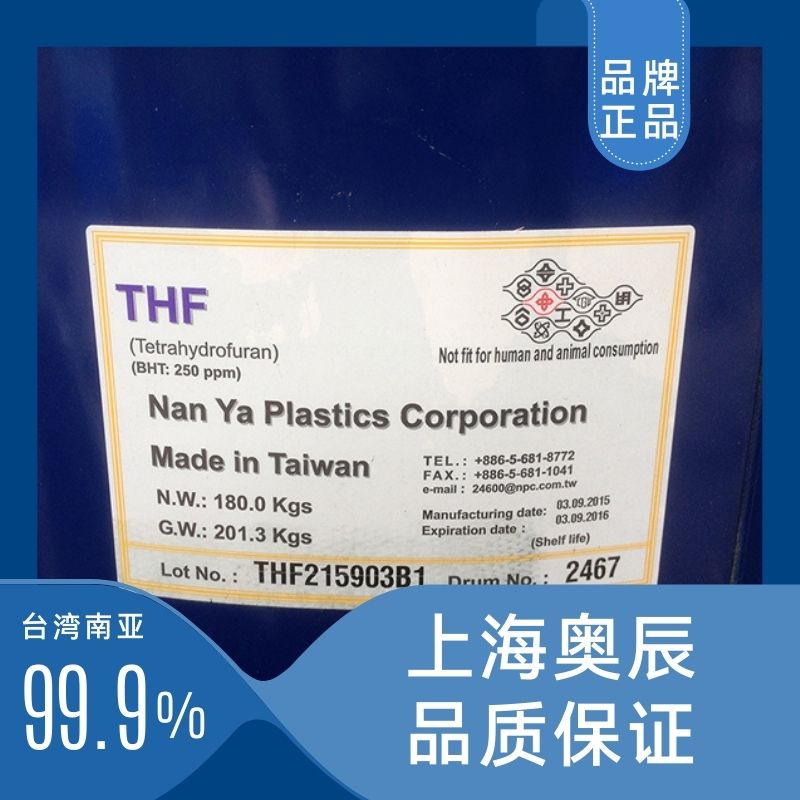 品牌
正品
THF
(Tetrahydrofuran)
(BHT: 250 ppm)
Not fit for human and animal consumption
Nan Ya Plastics Corporation
Made in Taiwan
N.W.: 180.0 Kgs
G.W.: 201.3 Kgs
TEL.: +886-5-681-8772
FAX.: +886-5-681-1041
e-mail: 24600@npc.com.tw
Manufacturing date: 03.09.2015
Expiration date: 03.09.2016
(Shelf life)
Lot No.: THF215903B1 Drum No.: 2467
台湾南亚
99.9%
上海奥辰
品质保证